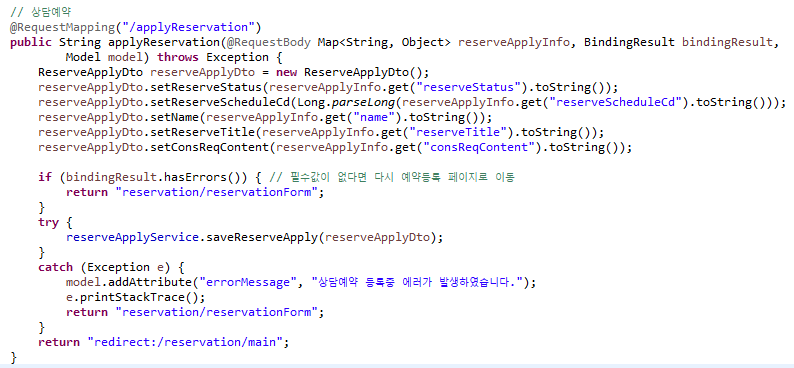 // 상담예약
@RequestMapping("/applyReservation")
public String applyReservation(@RequestBody Map<String, Object> reserveApplyInfo, BindingResult bindingResult,
        Model model) throws Exception {
    ReserveApplyDto reserveApplyDto = new ReserveApplyDto();
    reserveApplyDto.setReserveStatus(reserveApplyInfo.get("reserveStatus").toString());
    reserveApplyDto.setReserveScheduleCd(Long.parseLong(reserveApplyInfo.get("reserveScheduleCd").toString()));
    reserveApplyDto.setName(reserveApplyInfo.get("name").toString());
    reserveApplyDto.setReserveTitle(reserveApplyInfo.get("reserveTitle").toString());
    reserveApplyDto.setConsReqContent(reserveApplyInfo.get("consReqContent").toString());
    if (bindingResult.hasErrors()) { // 필수값이 없다면 다시 예약등록 페이지로 이동
        return "reservation/reservationForm";
    }
    try {
        reserveApplyService.saveReserveApply(reserveApplyDto);
    }
    catch (Exception e) {
        model.addAttribute("errorMessage", "상담예약 등록중 에러가 발생하였습니다.");
        e.printStackTrace();
        return "reservation/reservationForm";
    }
    return "redirect:/reservation/main";
}